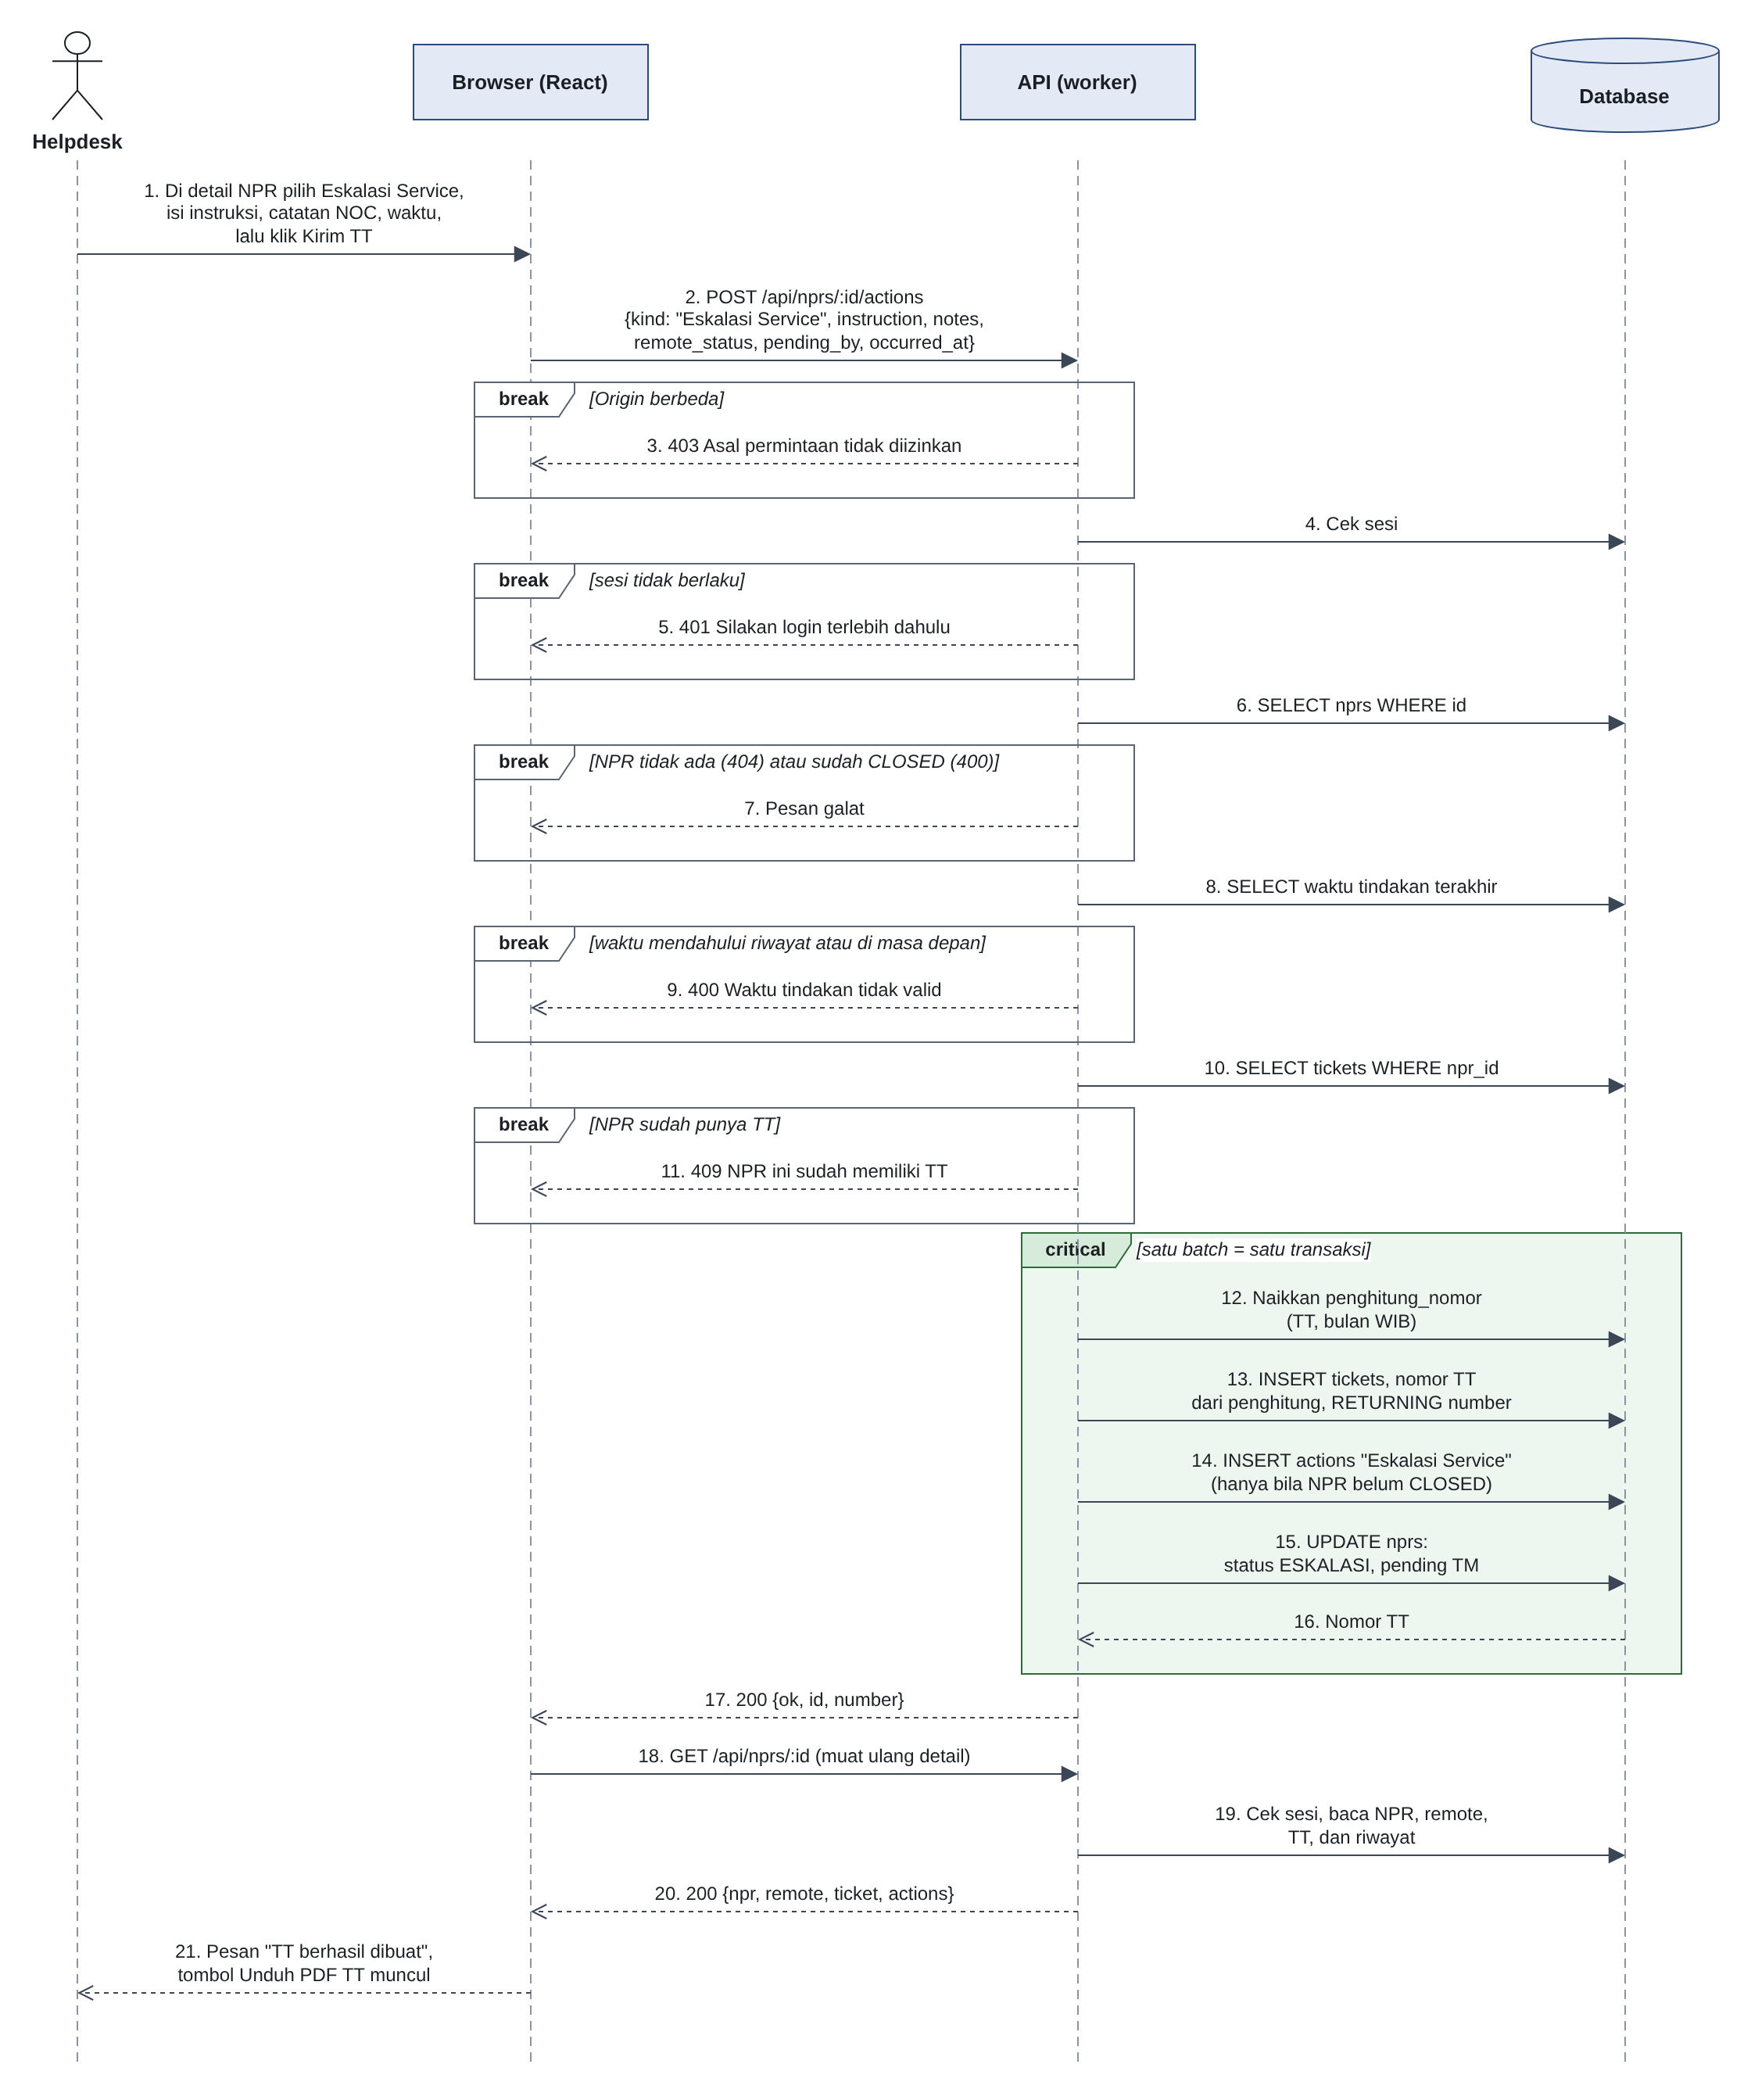 Helpdesk
Browser (React)
API (worker)
Database
1. Di detail NPR pilih Eskalasi Service,
isi instruksi, catatan NOC, waktu,
lalu klik Kirim TT
2. POST /api/nprs/:id/actions
{kind: "Eskalasi Service", instruction, notes,
remote_status, pending_by, occurred_at}
break
[Origin berbeda]
3. 403 Asal permintaan tidak diizinkan
4. Cek sesi
break
[sesi tidak berlaku]
5. 401 Silakan login terlebih dahulu
6. SELECT nprs WHERE id
break
[NPR tidak ada (404) atau sudah CLOSED (400)]
7. Pesan galat
8. SELECT waktu tindakan terakhir
break
[waktu mendahului riwayat atau di masa depan]
9. 400 Waktu tindakan tidak valid
10. SELECT tickets WHERE npr_id
break
[NPR sudah punya TT]
11. 409 NPR ini sudah memiliki TT
critical
[satu batch = satu transaksi]
12. Naikkan penghitung_nomor
(TT, bulan WIB)
13. INSERT tickets, nomor TT
dari penghitung, RETURNING number
14. INSERT actions "Eskalasi Service"
(hanya bila NPR belum CLOSED)
15. UPDATE nprs:
status ESKALASI, pending TM
16. Nomor TT
17. 200 {ok, id, number}
18. GET /api/nprs/:id (muat ulang detail)
19. Cek sesi, baca NPR, remote,
TT, dan riwayat
20. 200 {npr, remote, ticket, actions}
21. Pesan "TT berhasil dibuat",
tombol Unduh PDF TT muncul